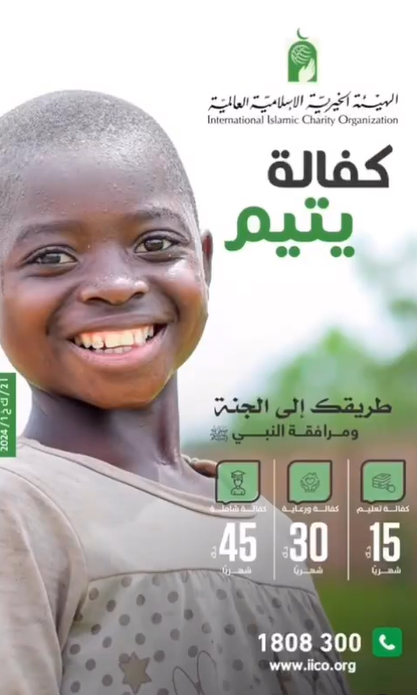 الهيئة الخيرية الإسلامية العالمية
International Islamic Charity Organization
كفالة
يتيم
طريقك إلى الجنة
ومرافقة النبي ﷺ
كفالة تعليم
15 د.ك
شهريًا
كفالة ورعاية
30 د.ك
شهريًا
كفالة شاملة
45 د.ك
شهريًا
1808 300
www.iico.org